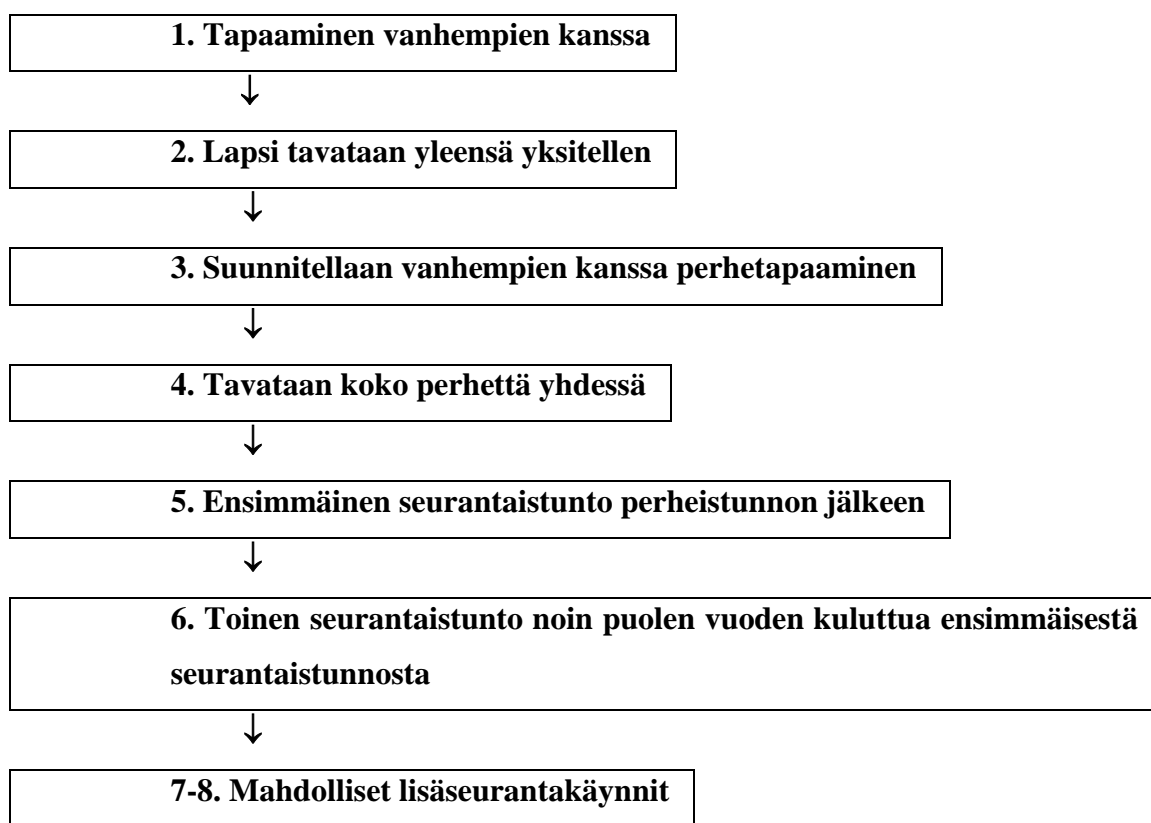 1. Tapaaminen vanhempien kanssa
↓
2. Lapsi tavataan yleensä yksitellen
↓
3. Suunnitellaan vanhempien kanssa perhetapaaminen
↓
4. Tavataan koko perhettä yhdessä
↓
5. Ensimmäinen seurantaistunto perheistunnon jälkeen
↓
6. Toinen seurantaistunto noin puolen vuoden kuluttua ensimmäisestä
seurantaistunnosta
↓
7-8. Mahdolliset lisäseurantakäynnit